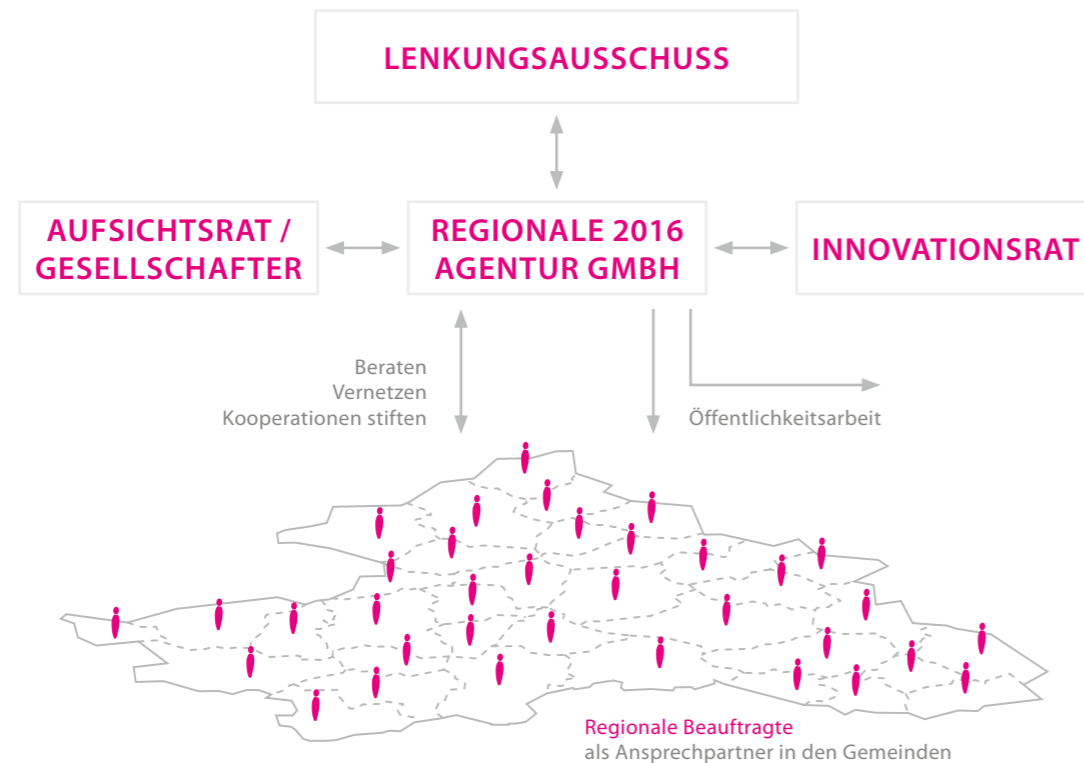 LENKUNGSAUSSCHUSS
AUFSICHTSRAT /
GESELLSCHAFTER
REGIONALE 2016
AGENTUR GMBH
INNOVATIONSRAT
Beraten
Vernetzen
Kooperationen stiften
Öffentlichkeitsarbeit
Regionale Beauftragte
als Ansprechpartner in den Gemeinden